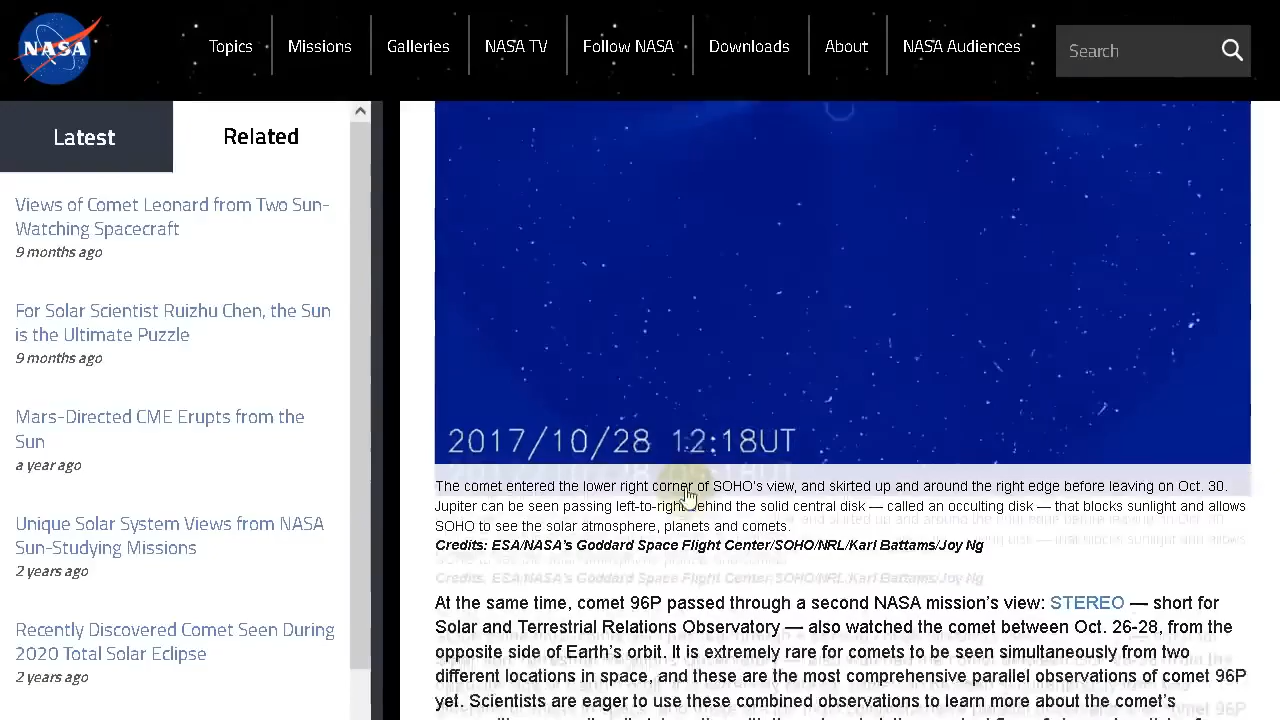 NASA
Topics
Missions
Galleries
NASA TV
Follow NASA
Downloads
About
NASA Audiences
Search
Latest
Related
Views of Comet Leonard from Two Sun-
Watching Spacecraft
9 months ago
For Solar Scientist Ruizhu Chen, the Sun
is the Ultimate Puzzle
9 months ago
Mars-Directed CME Erupts from the
Sun
a year ago
Unique Solar System Views from NASA
Sun-Studying Missions
2 years ago
Recently Discovered Comet Seen During
2020 Total Solar Eclipse
2 years ago
2017/10/28 12:18UT
The comet entered the lower right corner of SOHO's view, and skirted up and around the right edge before leaving on Oct. 30.
Jupiter can be seen passing left-to-right behind the solid central disk — called an occulting disk — that blocks sunlight and allows
SOHO to see the solar atmosphere, planets and comets.
Credits: ESA/NASA's Goddard Space Flight Center/SOHO/NRL/Karl Battams/Joy Ng
At the same time, comet 96P passed through a second NASA mission's view: STEREO — short for
Solar and Terrestrial Relations Observatory — also watched the comet between Oct. 26-28, from the
opposite side of Earth's orbit. It is extremely rare for comets to be seen simultaneously from two
different locations in space, and these are the most comprehensive parallel observations of comet 96P
yet. Scientists are eager to use these combined observations to learn more about the comet's